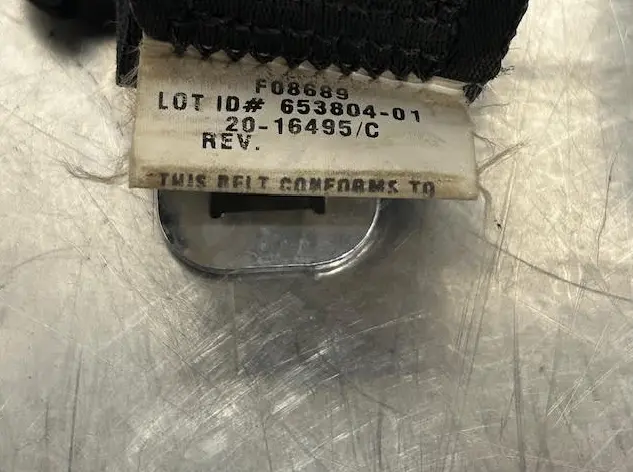 F08689
LOT ID# 653804-01
20-16495/C
REV.
THIS BELT CONFORMS TO